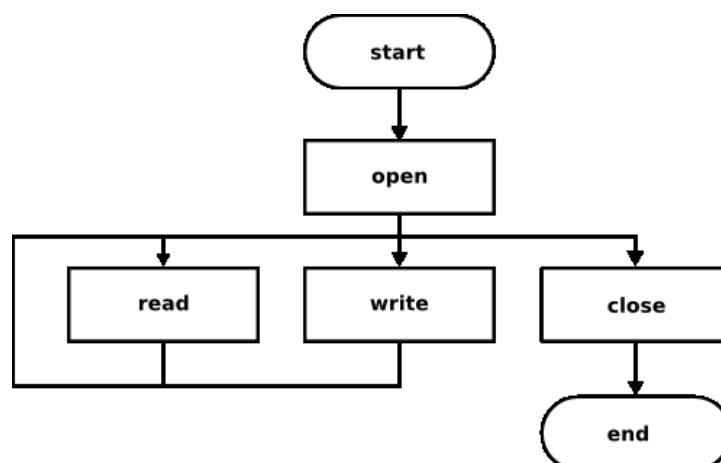 start
open
read
write
close
end